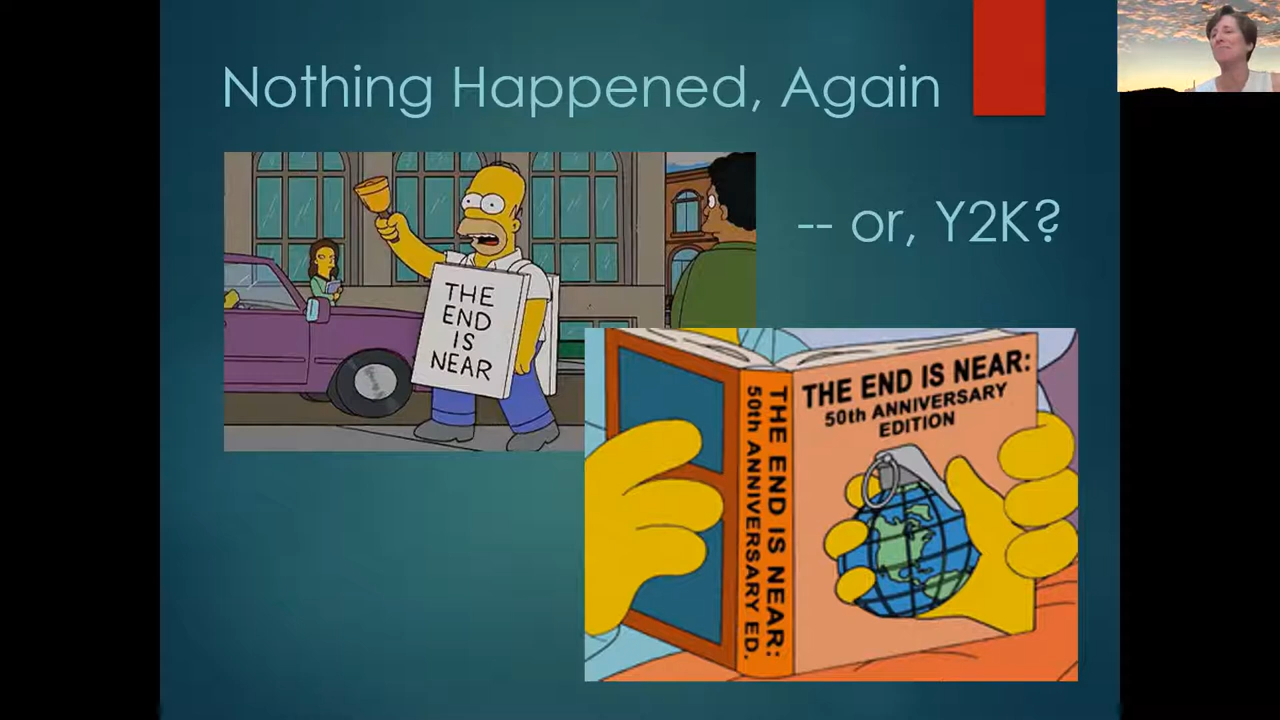 Nothing Happened, Again
-- or, Y2K?
THE
END
IS
NEAR
THE END IS NEAR:
50th ANNIVERSARY ED.
THE END IS NEAR:
50th ANNIVERSARY
EDITION